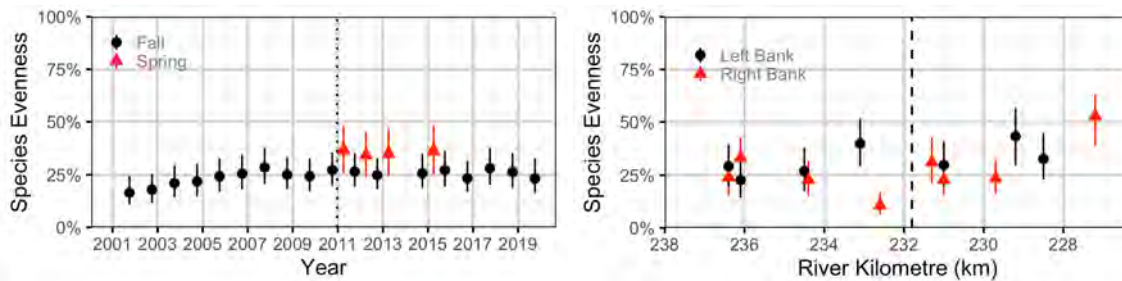 Species Evenness
100%
75%
50%
25%
0%
Fall
Spring
2001 2003 2005 2007 2009 2011 2013 2015 2017 2019
Year
Species Evenness
100%
75%
50%
25%
0%
Left Bank
Right Bank
238 236 234 232 230 228
River Kilometre (km)